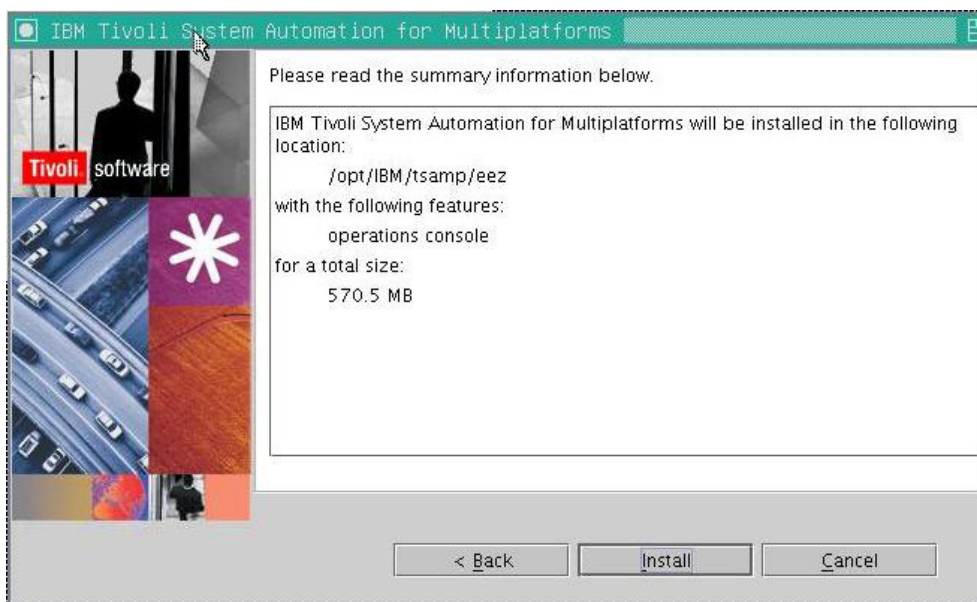 IBM Tivoli System Automation for Multiplatforms
Please read the summary information below.
IBM Tivoli System Automation for Multiplatforms will be installed in the following
location:
/opt/IBM/tsamp/eez
with the following features:
operations console
for a total size:
570.5 MB
Tivoli software
< Back
Install
Cancel